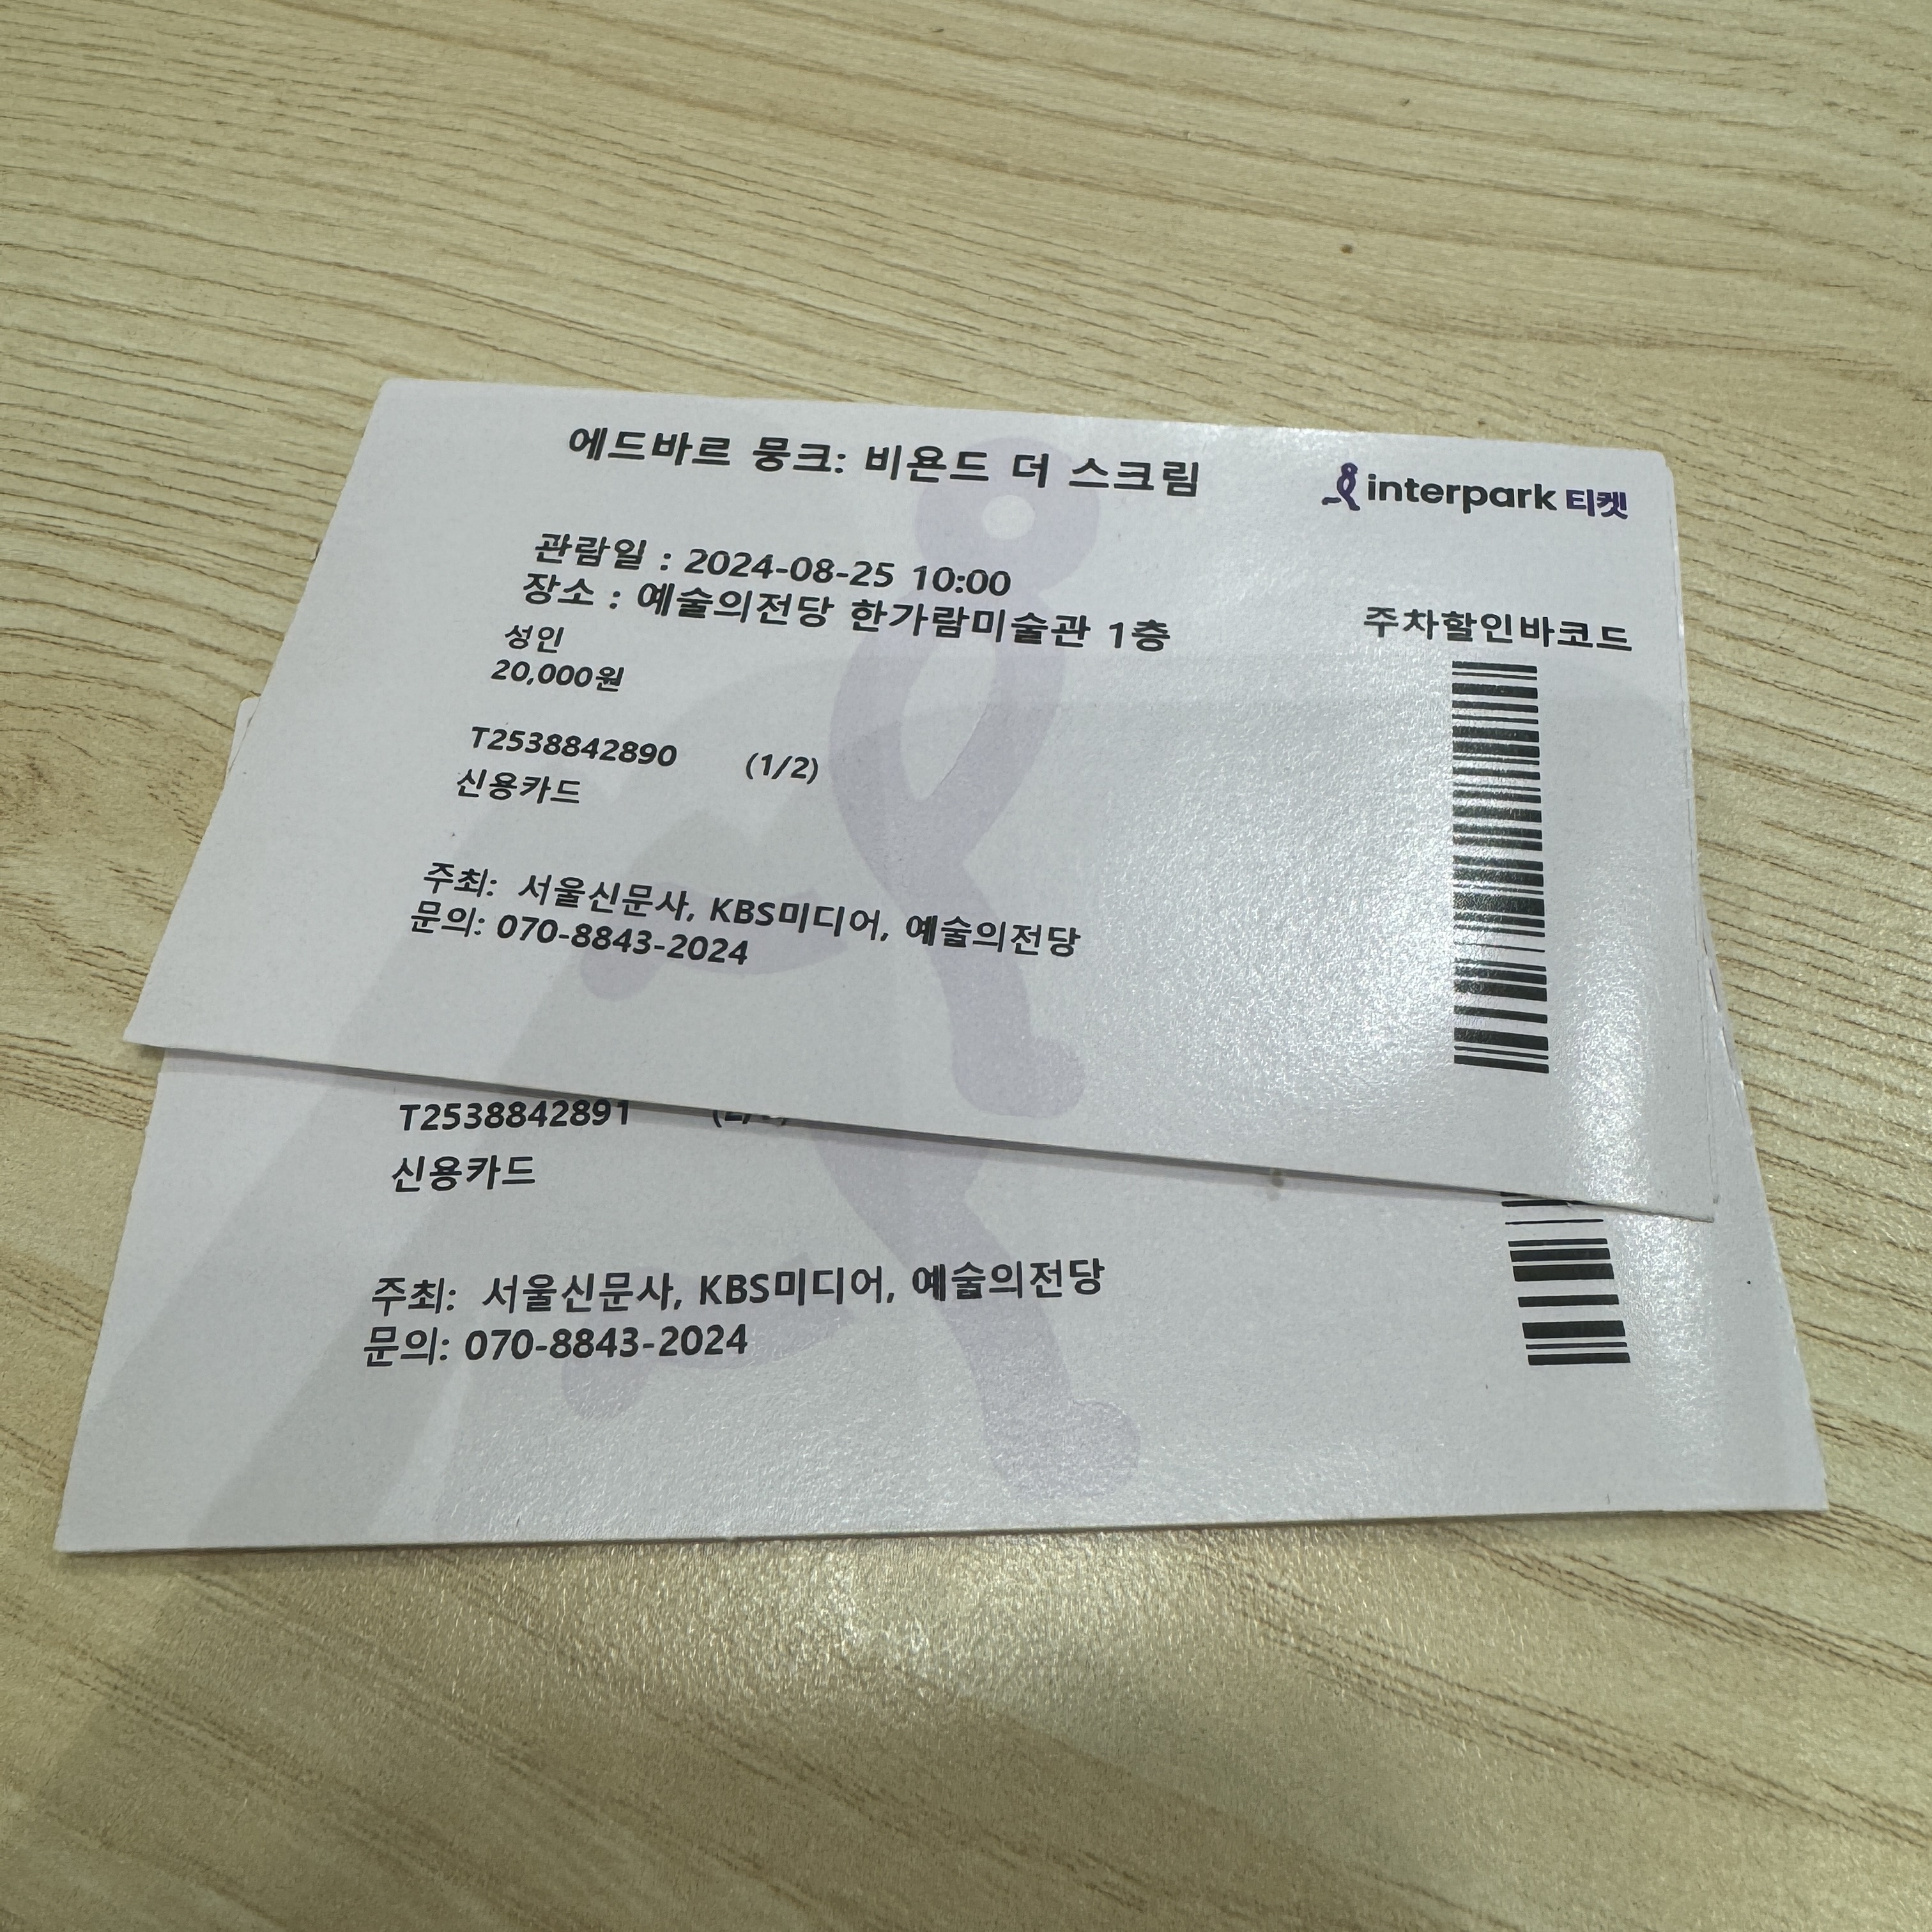 에드바르 뭉크: 비욘드 더 스크림
interpark 티켓
관람일 : 2024-08-25 10:00
장소 : 예술의전당 한가람미술관 1층
성인
20,000원
주차할인바코드
T2538842890 (1/2)
신용카드
주최: 서울신문사, KBS미디어, 예술의전당
문의: 070-8843-2024
T2538842891
신용카드
주최: 서울신문사, KBS미디어, 예술의전당
문의: 070-8843-2024